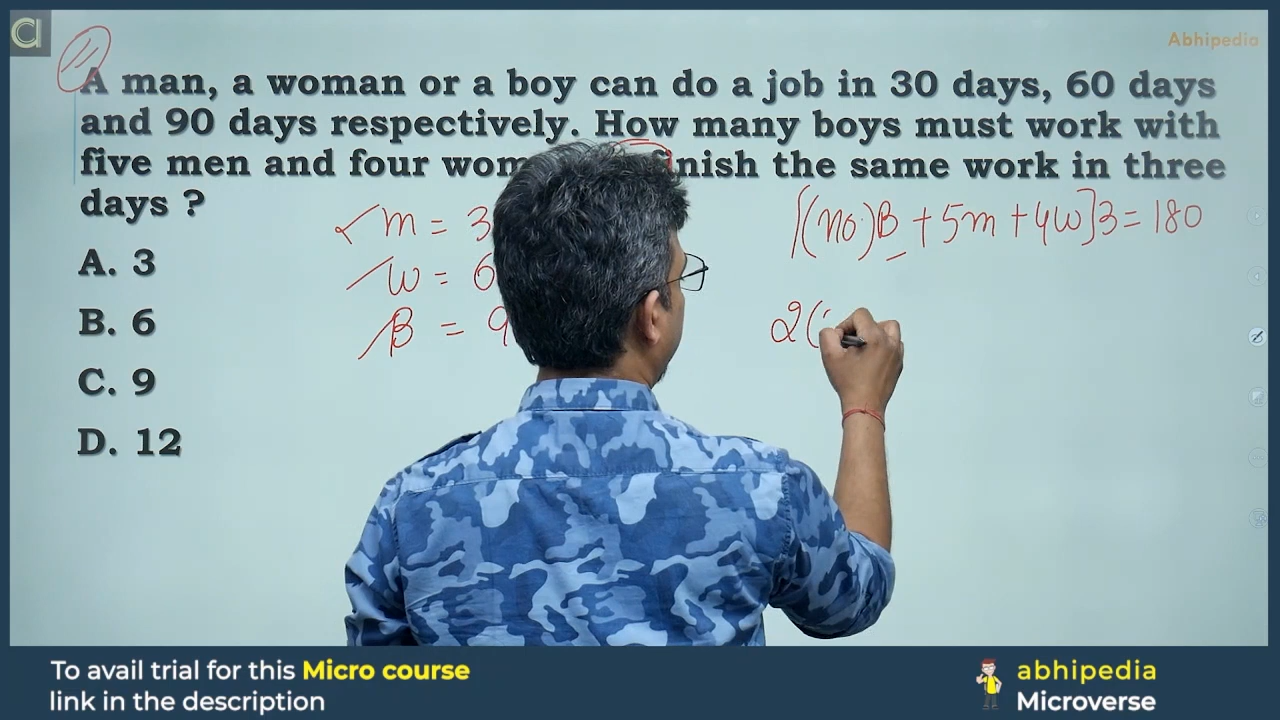 Abhipedia
A man, a woman or a boy can do a job in 30 days, 60 days
and 90 days respectively. How many boys must work with
five men and four finish the same work in three
days ?
A. 3
B. 6
C. 9
D. 12
m = 3
w = 6
B = 9
[(no.)B + 5m + 4w]3 = 180
2(
To avail trial for this Micro course
link in the description
abhipedia
Microverse